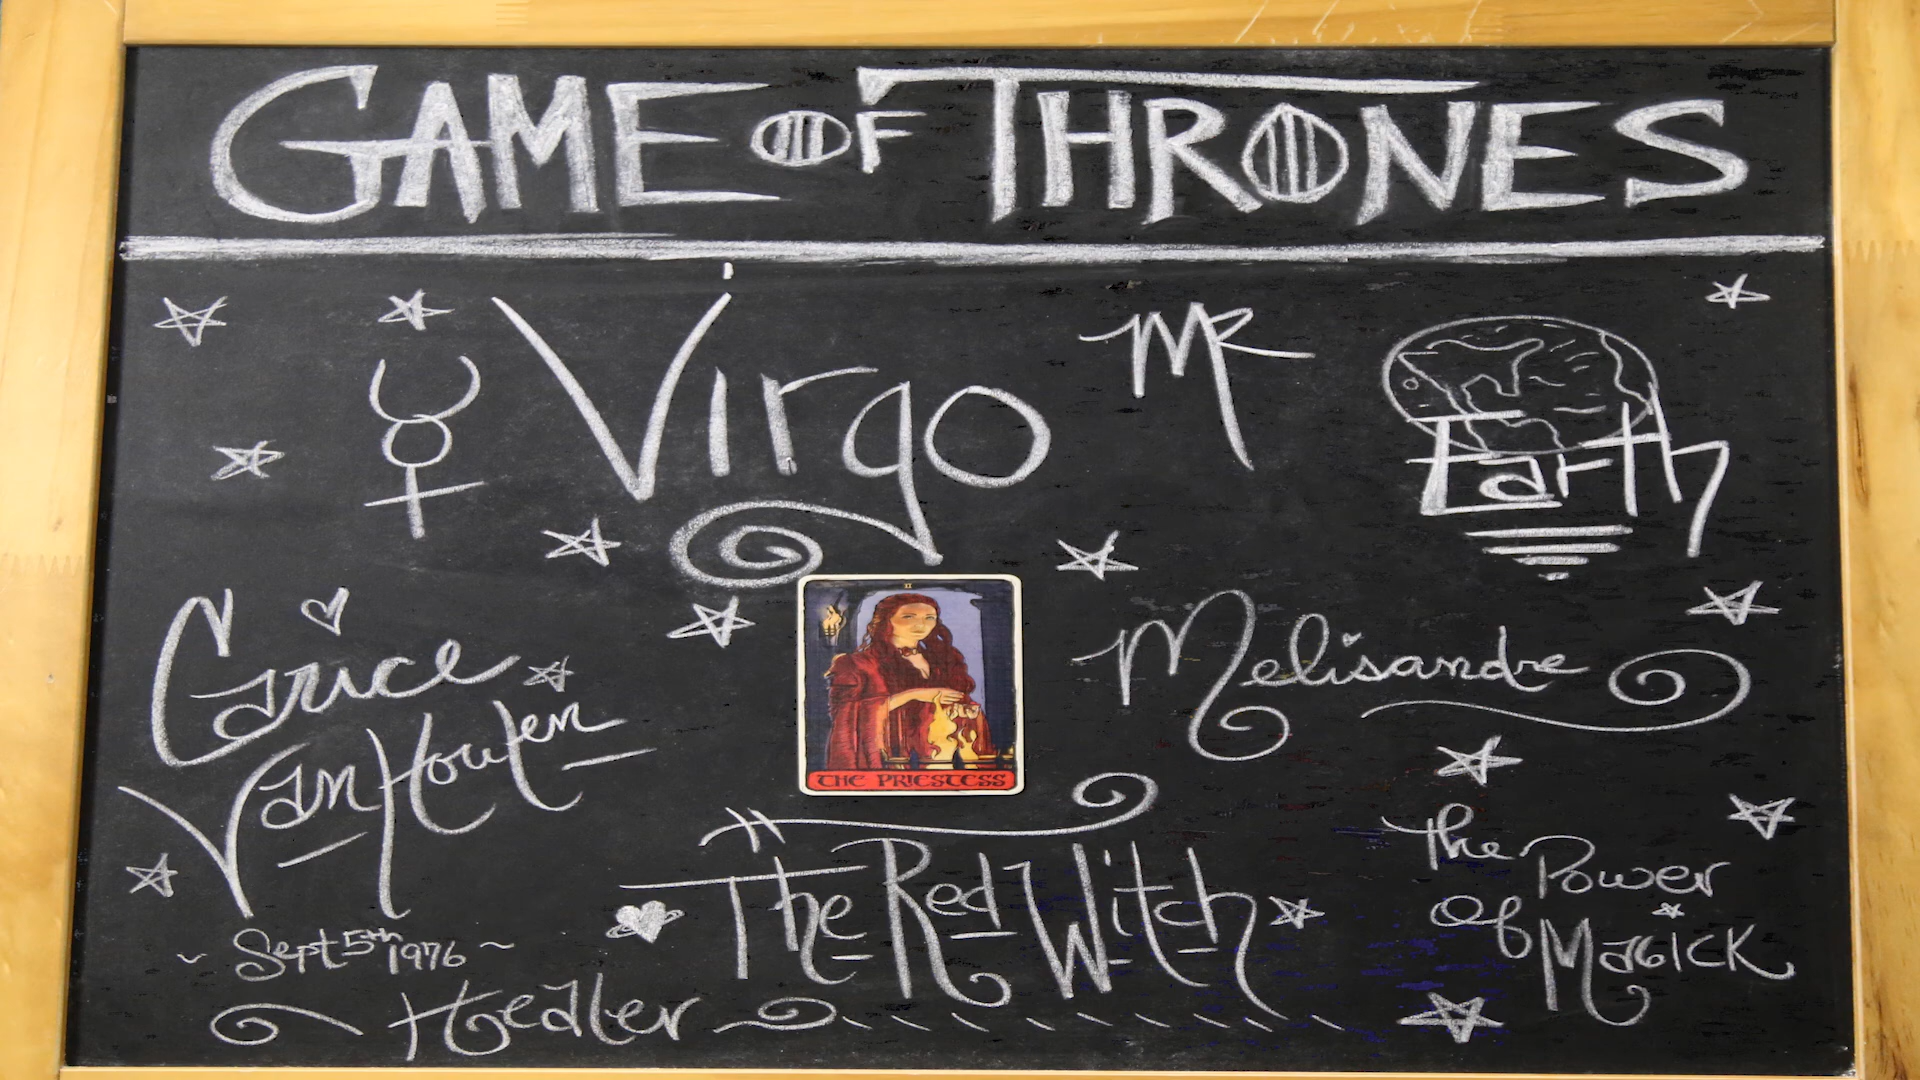 GAME OF THRONES
Virgo
Earth
Carice
Van Houten
Sept 5th 1976
Healer
II
THE PRIESTESS
Melisandre
The Red Witch
The Power
Of Magick